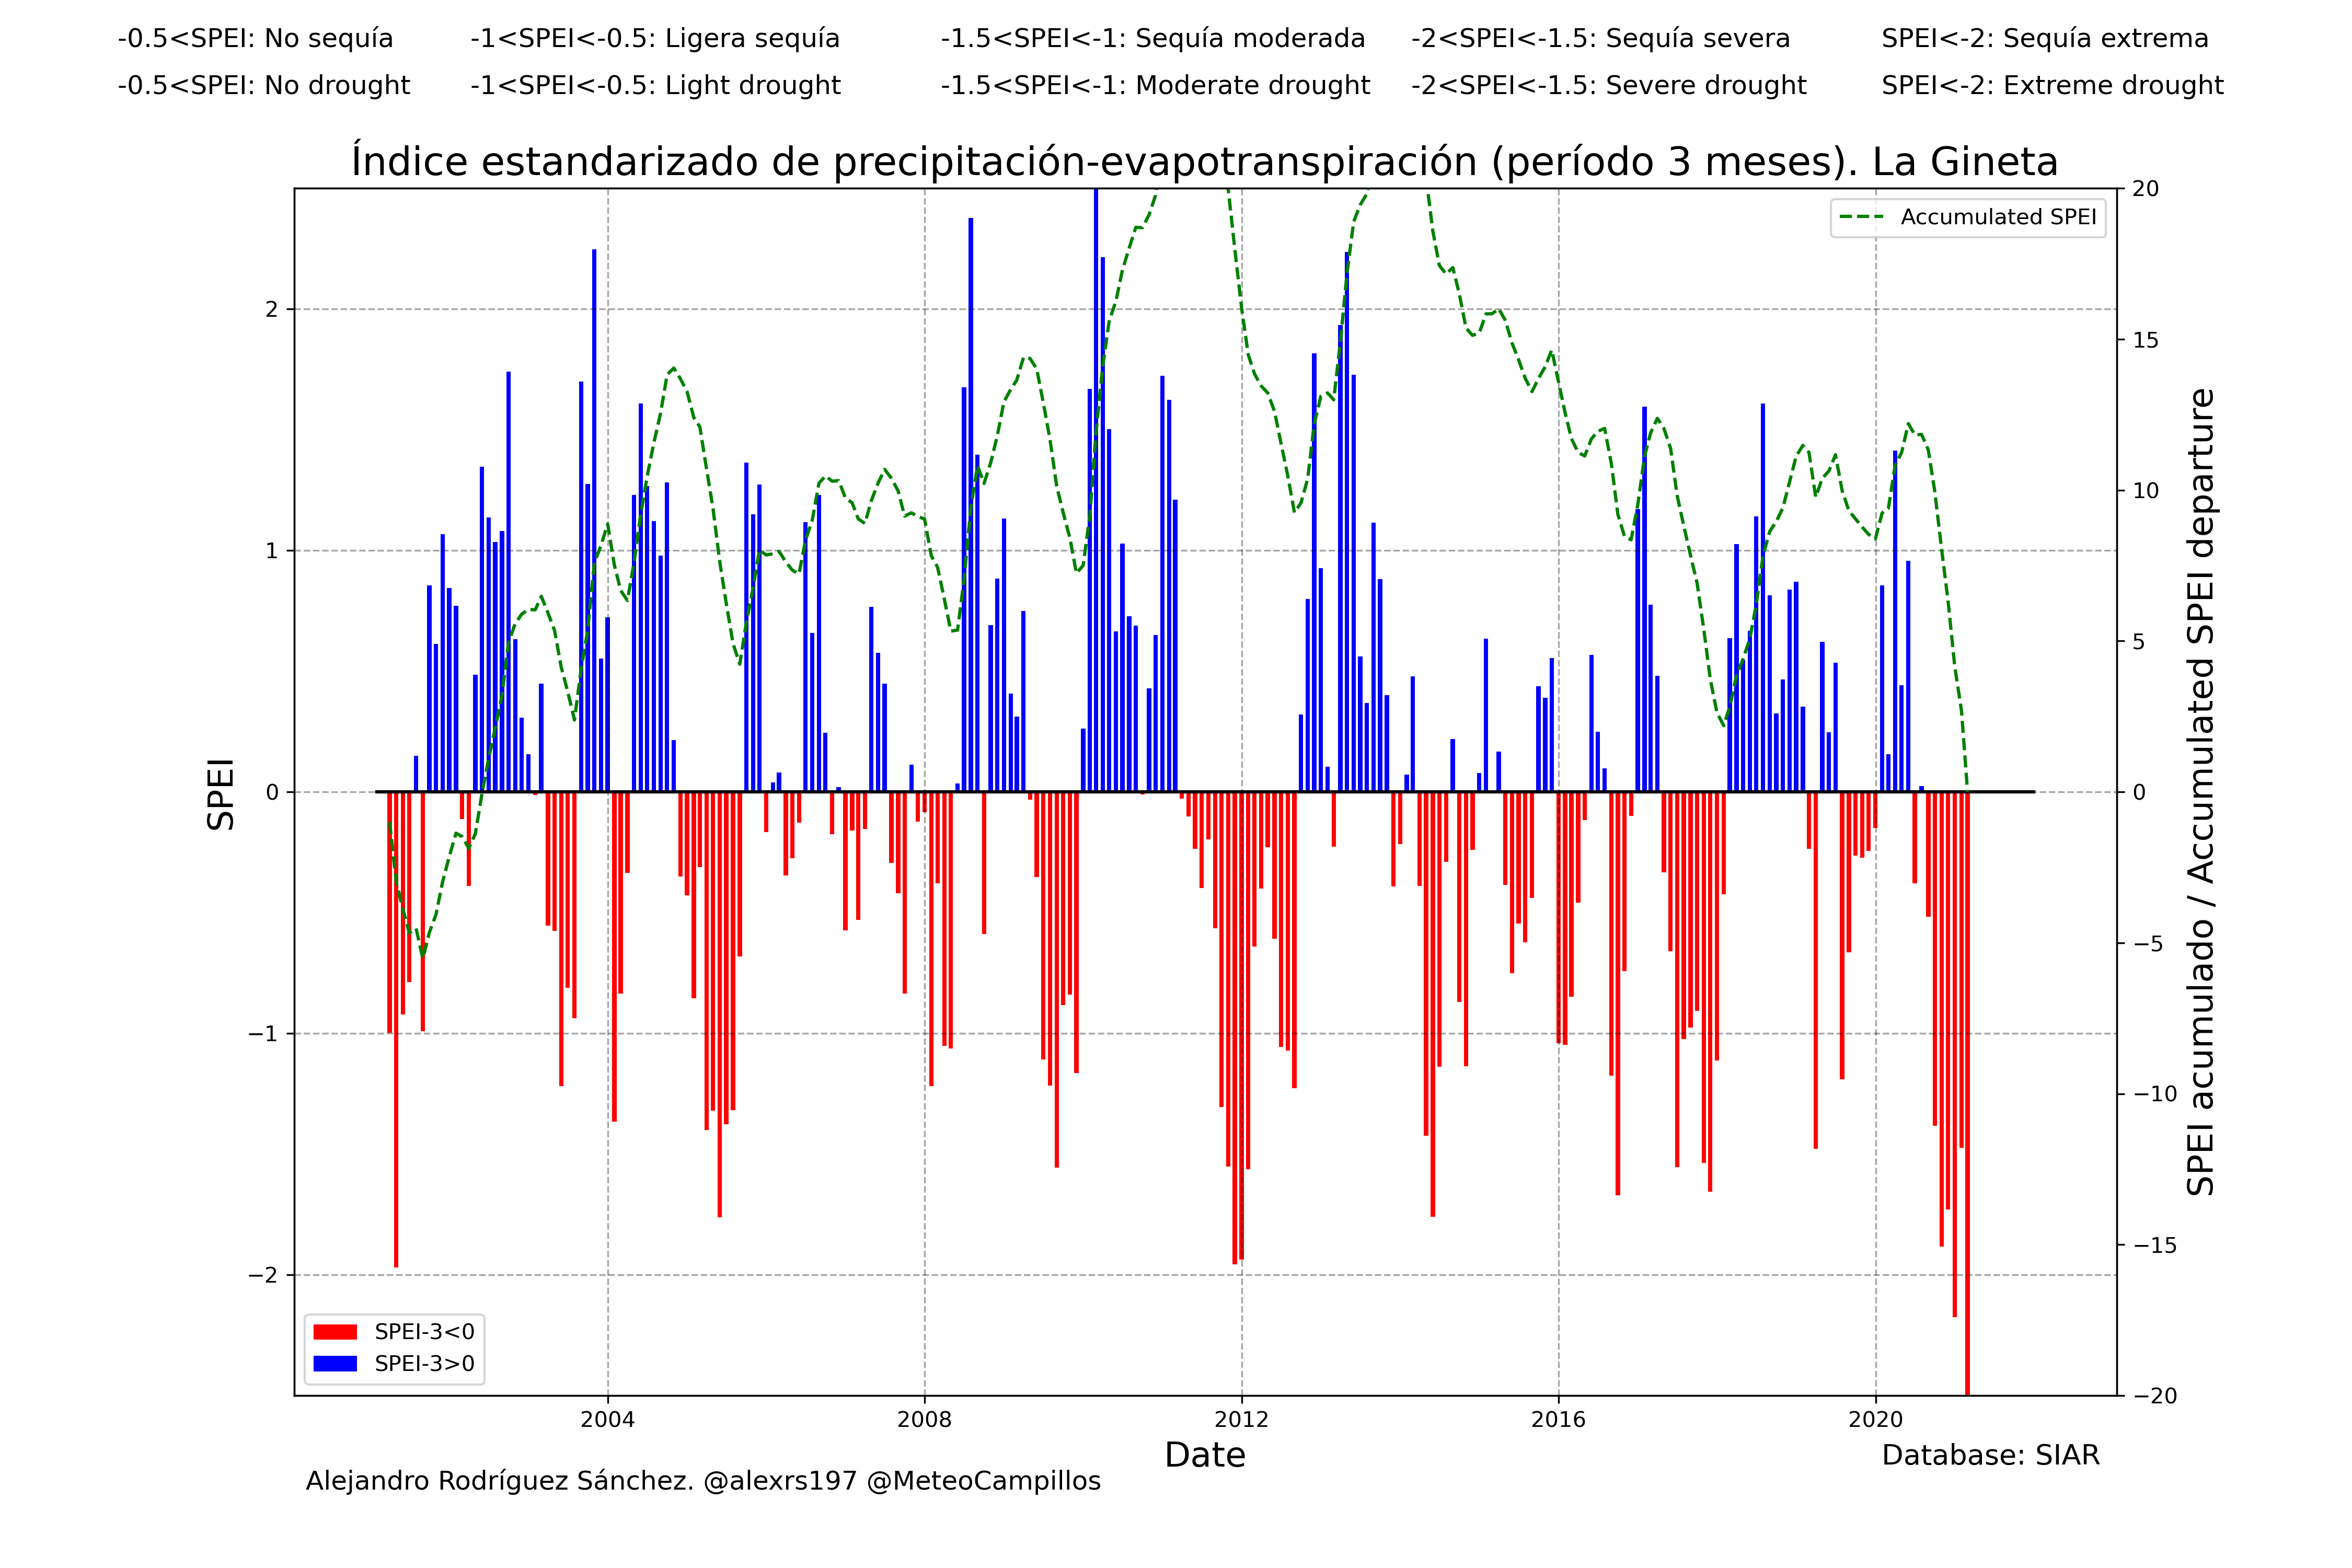 -0.5<SPEI: No sequía -1<SPEI<-0.5: Ligera sequía -1.5<SPEI<-1: Sequía moderada -2<SPEI<-1.5: Sequía severa SPEI<-2: Sequía extrema
-0.5<SPEI: No drought -1<SPEI<-0.5: Light drought -1.5<SPEI<-1: Moderate drought -2<SPEI<-1.5: Severe drought SPEI<-2: Extreme drought
Índice estandarizado de precipitación-evapotranspiración (período 3 meses). La Gineta
Accumulated SPEI
SPEI
2
1
0
−1
−2
20
15
10
5
0
−5
−10
−15
−20
SPEI acumulado / Accumulated SPEI departure
SPEI-3<0
SPEI-3>0
2004 2008 2012 2016 2020
Date
Database: SIAR
Alejandro Rodríguez Sánchez. @alexrs197 @MeteoCampillos